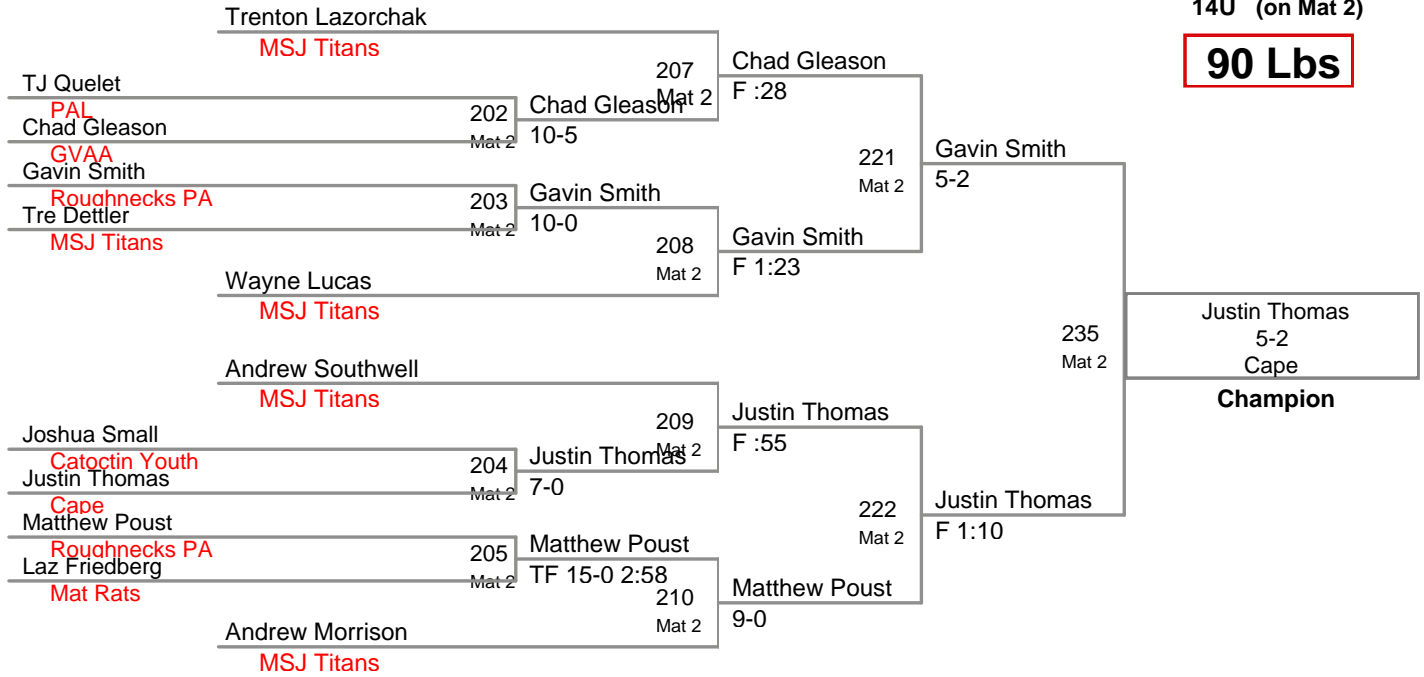 14U (on Mat 2)
90 Lbs
Trenton Lazorchak
MSJ Titans
TJ Quelet
PAL
Chad Gleason
GVAA
Gavin Smith
Roughnecks PA
Tre Dettler
MSJ Titans
Wayne Lucas
MSJ Titans
Andrew Southwell
MSJ Titans
Joshua Small
Catoctin Youth
Justin Thomas
Cape
Matthew Poust
Roughnecks PA
Laz Friedberg
Mat Rats
Andrew Morrison
MSJ Titans
202
Mat 2
Chad Gleason
10-5
203
Mat 2
Gavin Smith
10-0
204
Mat 2
Justin Thomas
7-0
205
Mat 2
Matthew Poust
TF 15-0 2:58
207
Mat 2
Chad Gleason
F :28
208
Mat 2
Gavin Smith
F 1:23
209
Mat 2
Justin Thomas
F :55
210
Mat 2
Matthew Poust
9-0
221
Mat 2
Gavin Smith
5-2
222
Mat 2
Justin Thomas
F 1:10
235
Mat 2
Justin Thomas
5-2
Cape
Champion